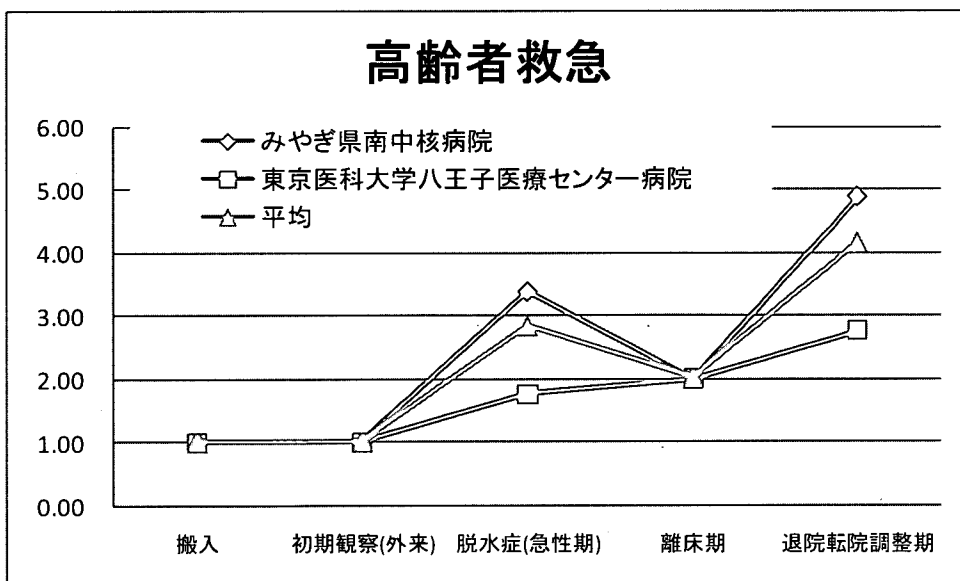 高齢者救急
6.00
5.00
4.00
3.00
2.00
1.00
0.00
みやぎ県南中核病院
東京医科大学八王子医療センター病院
平均
搬入
初期観察(外来)
脱水症(急性期)
離床期
退院転院調整期